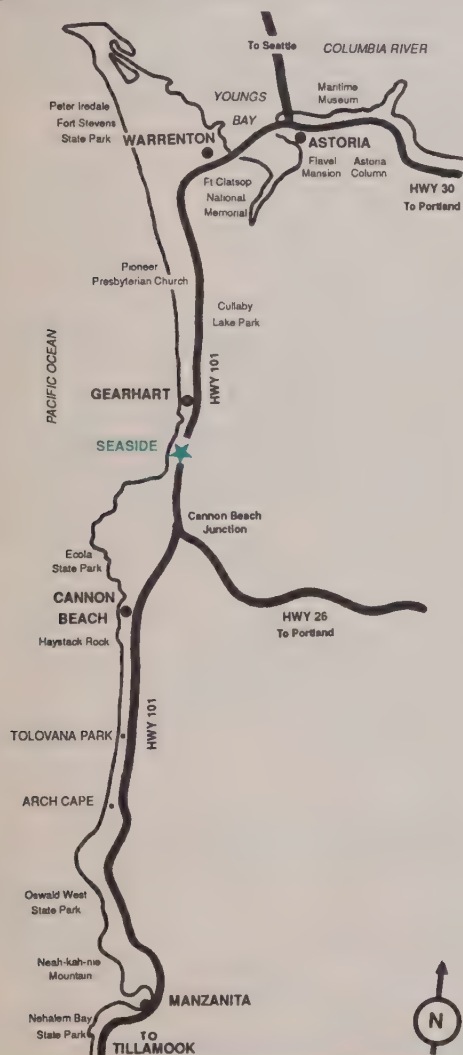 To Seattle
COLUMBIA RIVER
YOUNGS
BAY
Maritime
Museum
Peter Iredale
Fort Stevens
State Park
WARRENTON
ASTORIA
Flavel
Mansion
Astoria
Column
HWY 30
To Portland
Ft Clatsop
National
Memorial
Pioneer
Presbyterian Church
Cullaby
Lake Park
PACIFIC OCEAN
HWY 101
GEARHART
SEASIDE
Cannon Beach
Junction
Ecola
State Park
CANNON
BEACH
HWY 26
To Portland
Haystack Rock
HWY 101
TOLOVANA PARK
ARCH CAPE
Oswald West
State Park
Neah-kah-nie
Mountain
MANZANITA
Nehalem Bay
State Park
TO
TILLAMOOK
N